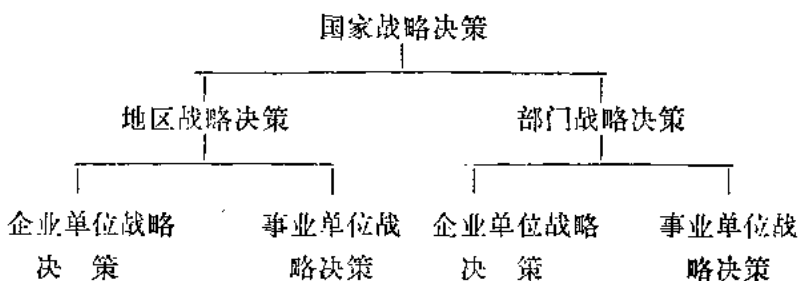 国家战略决策
地区战略决策 部门战略决策
企业单位战略 事业单位战 企业单位战略 事业单位战
决 策 略决策 决 策 略决策